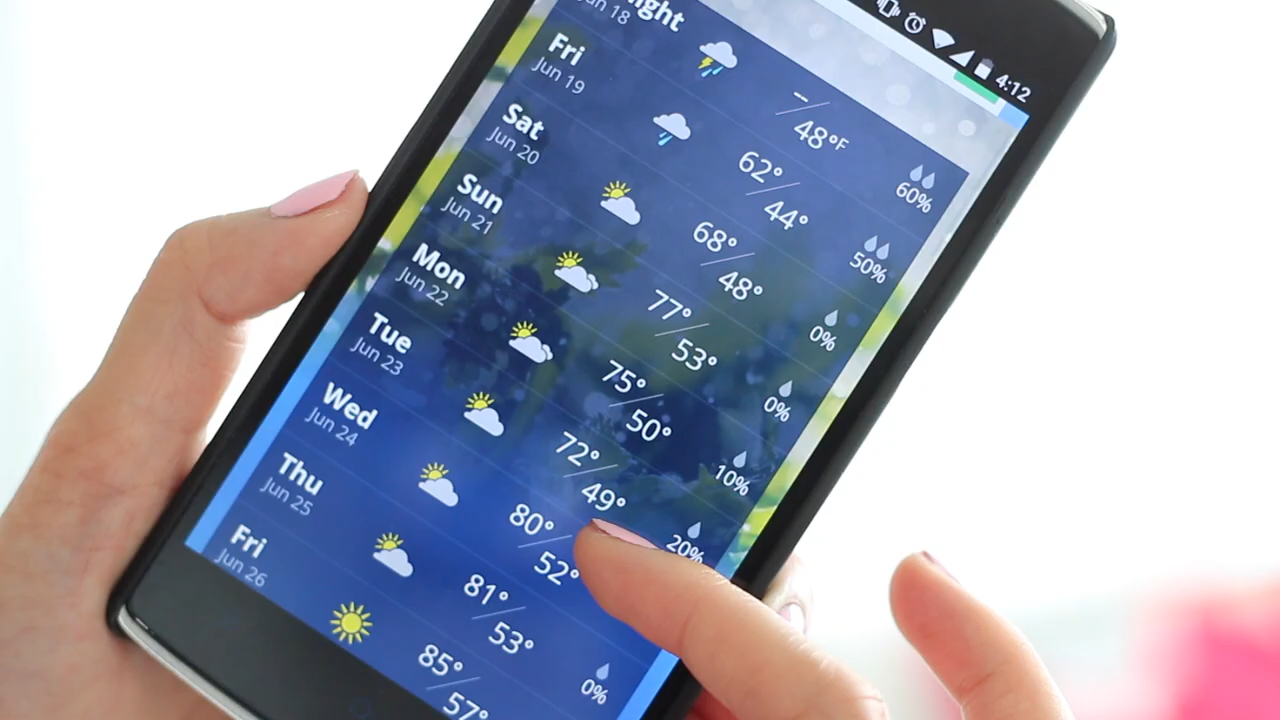 4:12
Jun 18
--
48°F
60%
Fri
Jun 19
62°
44°
50%
Sat
Jun 20
68°
48°
0%
Sun
Jun 21
77°
53°
0%
Mon
Jun 22
75°
50°
10%
Tue
Jun 23
72°
49°
20%
Wed
Jun 24
80°
52°
Thu
Jun 25
81°
53°
0%
Fri
Jun 26
85°
57°